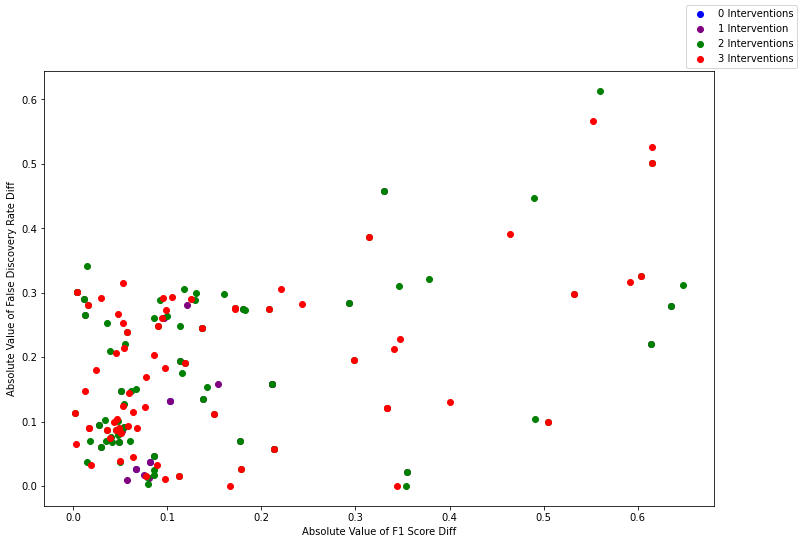 0 Interventions
1 Intervention
2 Interventions
3 Interventions
0.6
0.5
0.4
0.3
0.2
0.1
0.0
Absolute Value of False Discovery Rate Diff
0.0 0.1 0.2 0.3 0.4 0.5 0.6
Absolute Value of F1 Score Diff